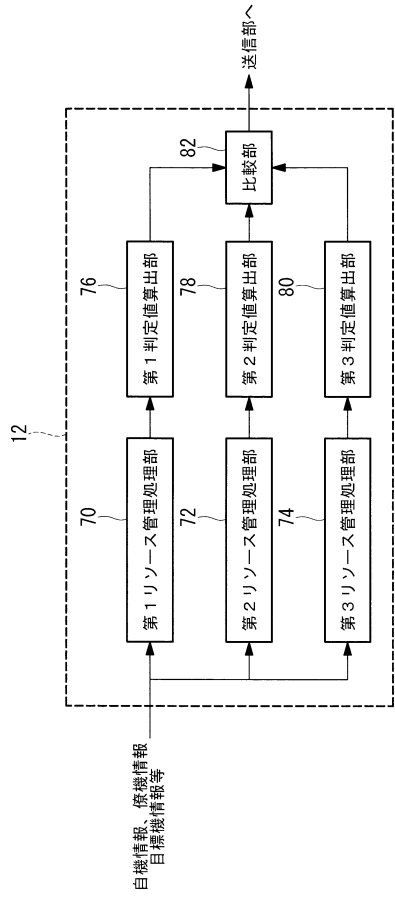 12
自機情報、僚機情報
目標機情報等
70
第1リソース管理処理部
76
第1判定値算出部
72
第2リソース管理処理部
78
第2判定値算出部
74
第3リソース管理処理部
80
第3判定値算出部
82
比較部
送信部へ